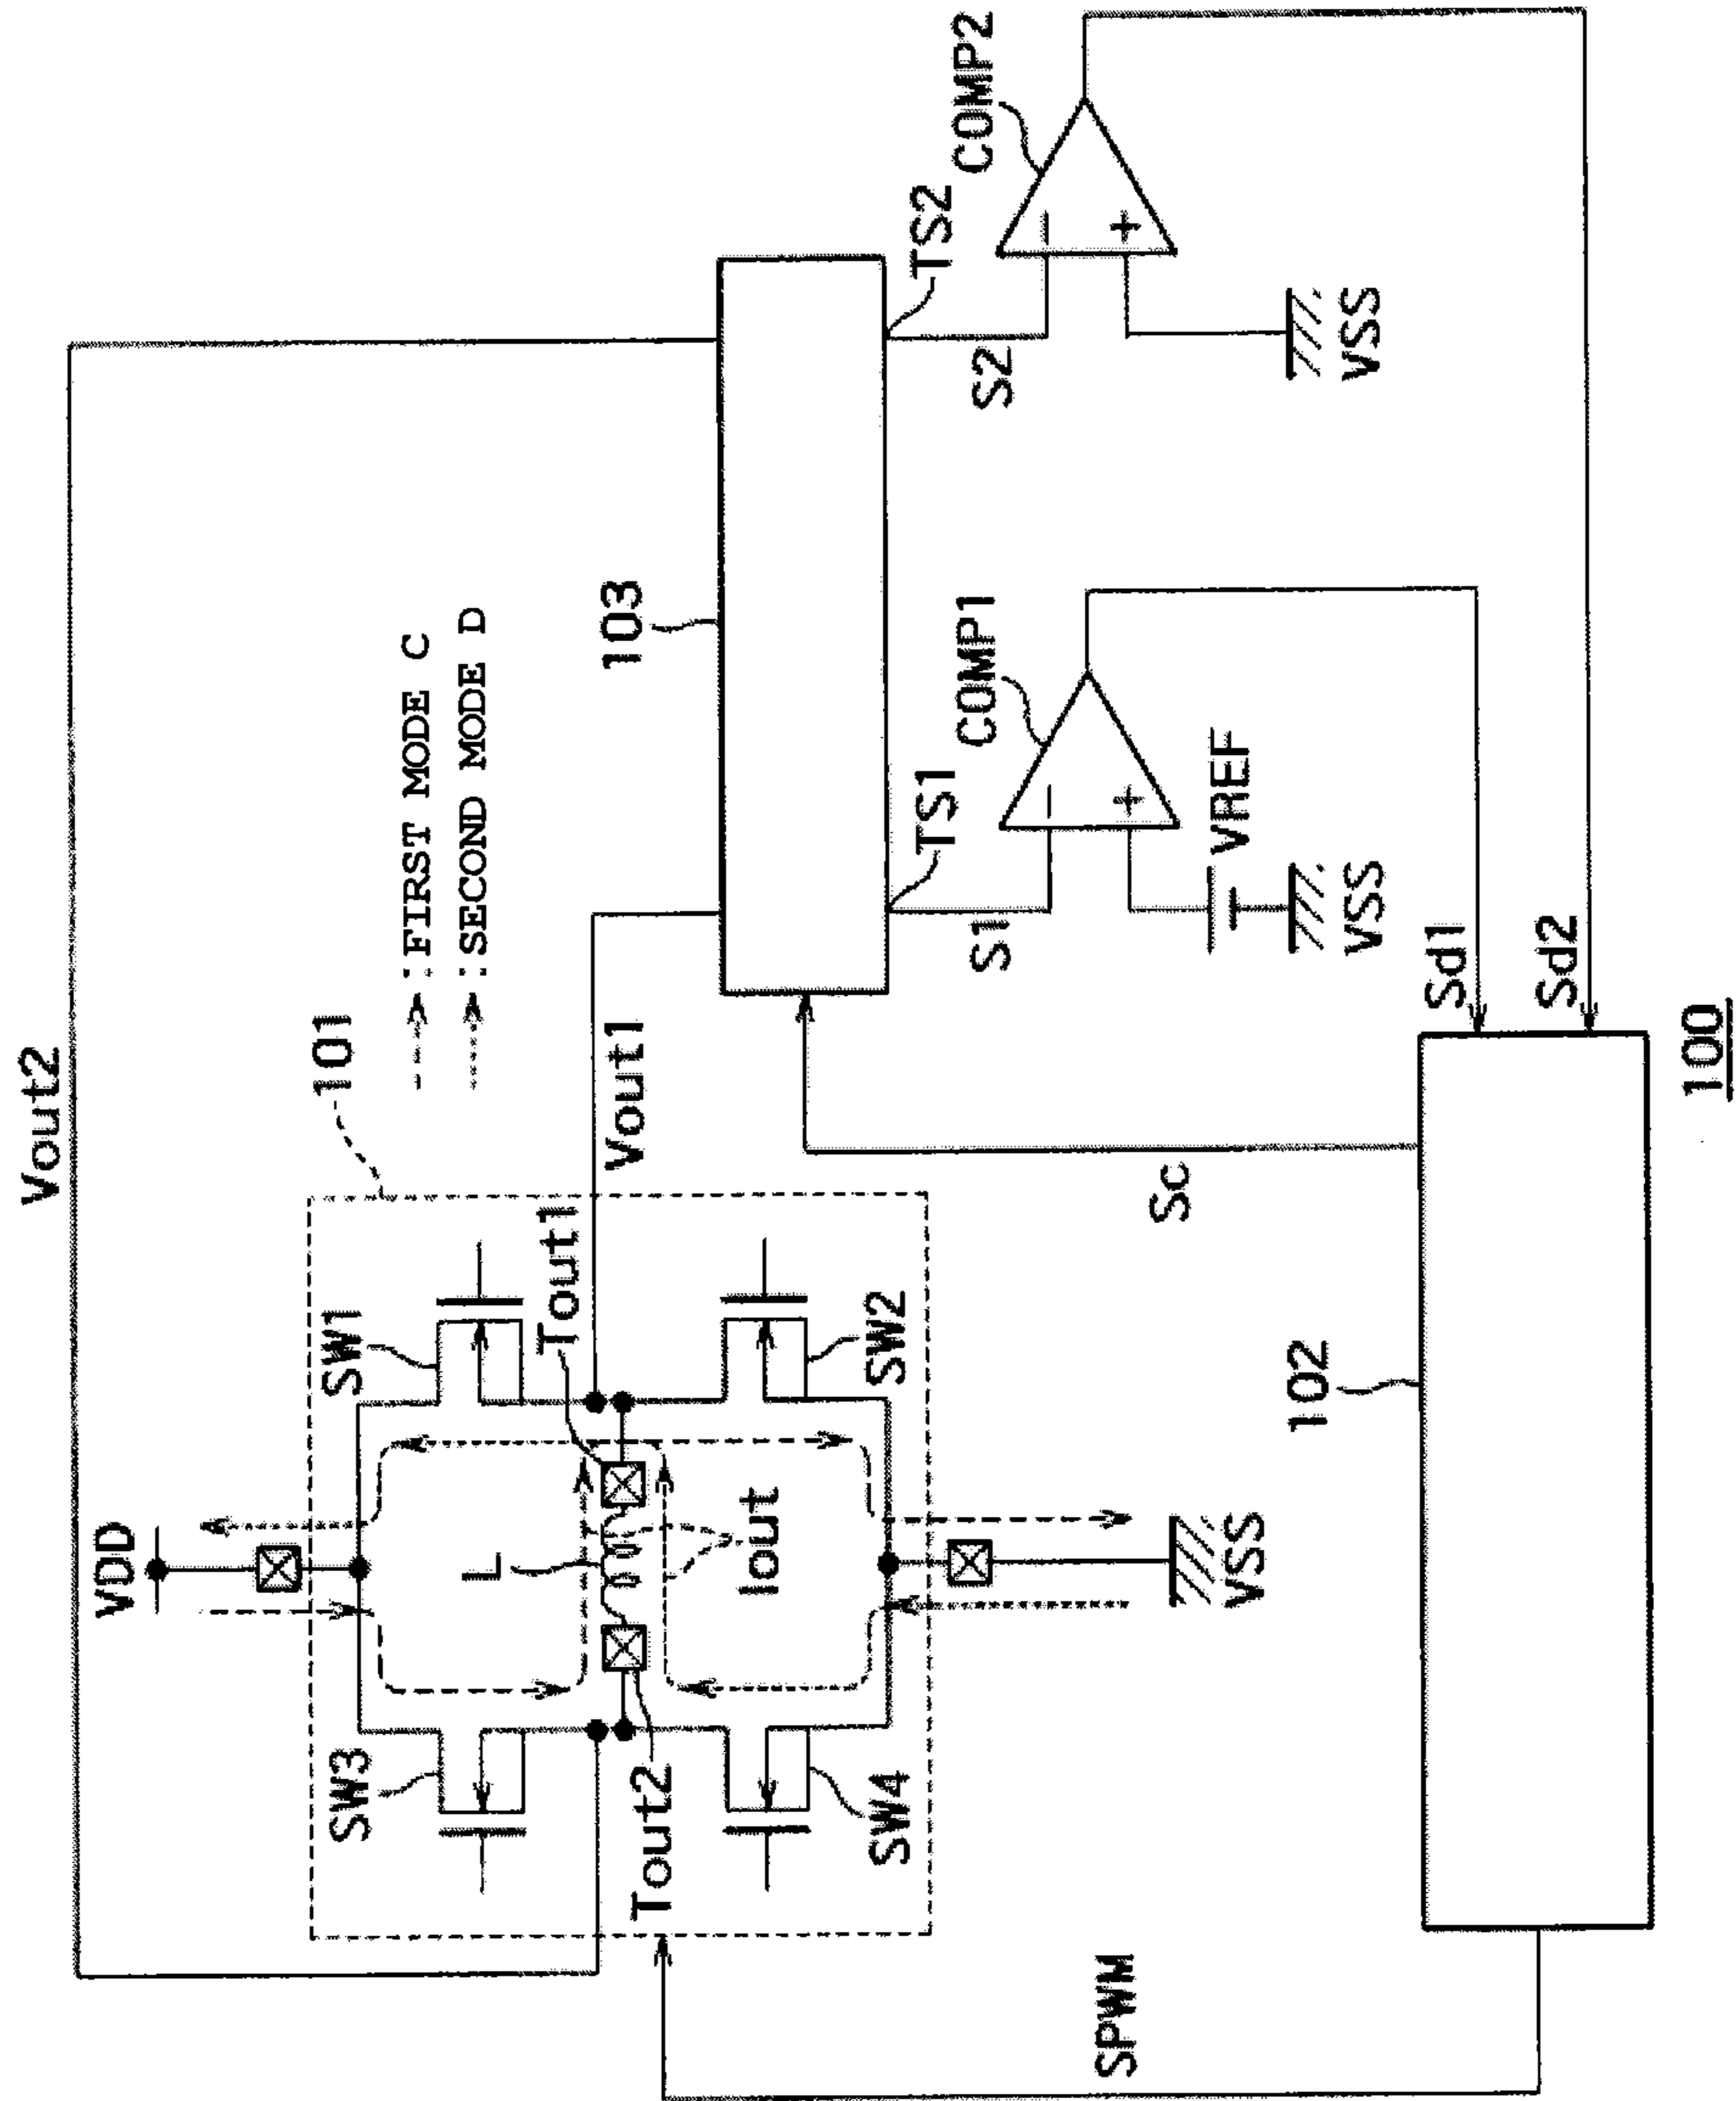 Vout2
101
:FIRST MODE C
:SECOND MODE D
VDD
SW1
SW3
Tout1
Vout1
103
L
Iout
Tout2
SW2
SW4
TS1
TS2
S1
S2
COMP1
COMP2
VREF
VSS
VSS
VSS
Sc
SPWM
102
Sd1
Sd2
100